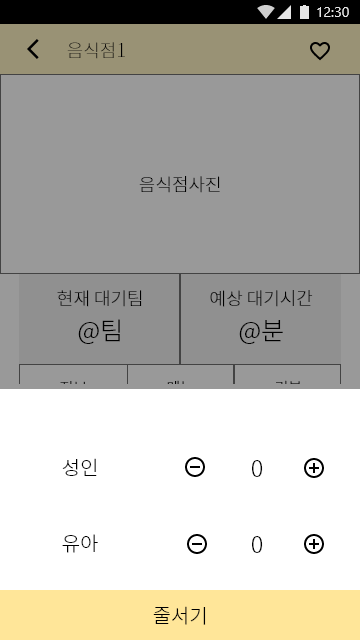 12:30
음식점1
음식점사진
현재 대기팀
예상 대기시간
@팀
@분
성인
0
유아
0
줄서기